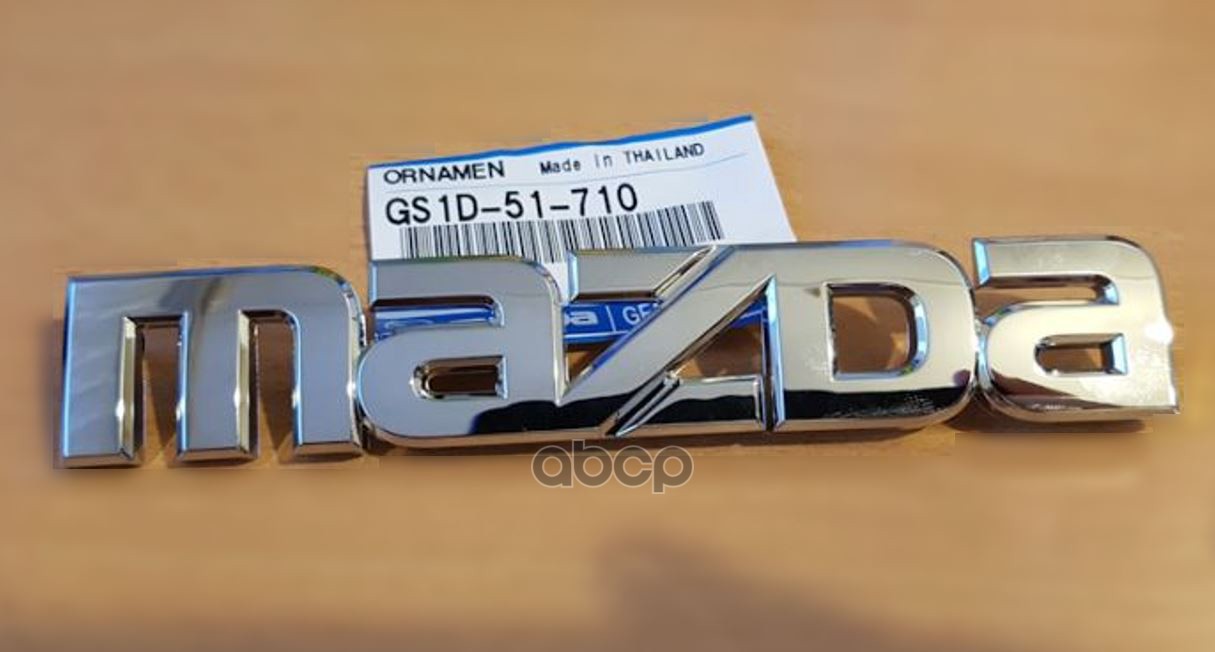 ORNAMEN Made in THAILAND
GS1D-51-710
mazda
abcp